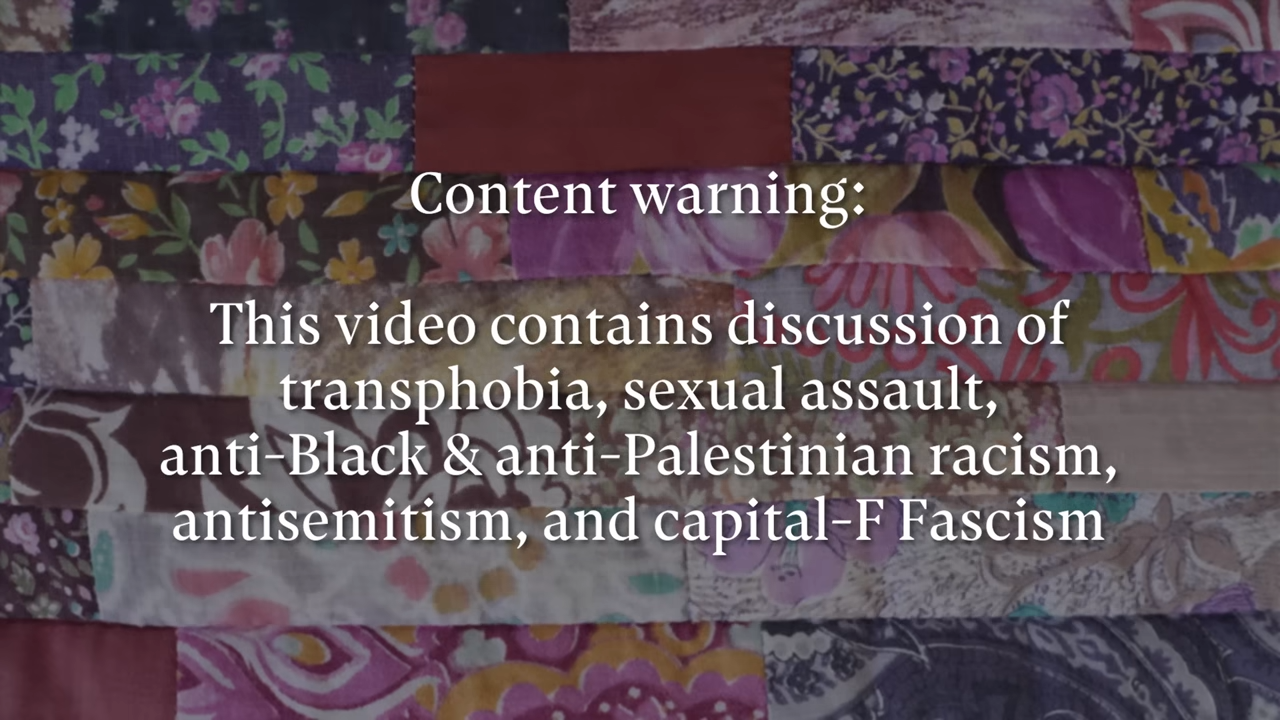 Content warning:
This video contains discussion of
transphobia, sexual assault,
anti-Black & anti-Palestinian racism,
antisemitism, and capital-F Fascism